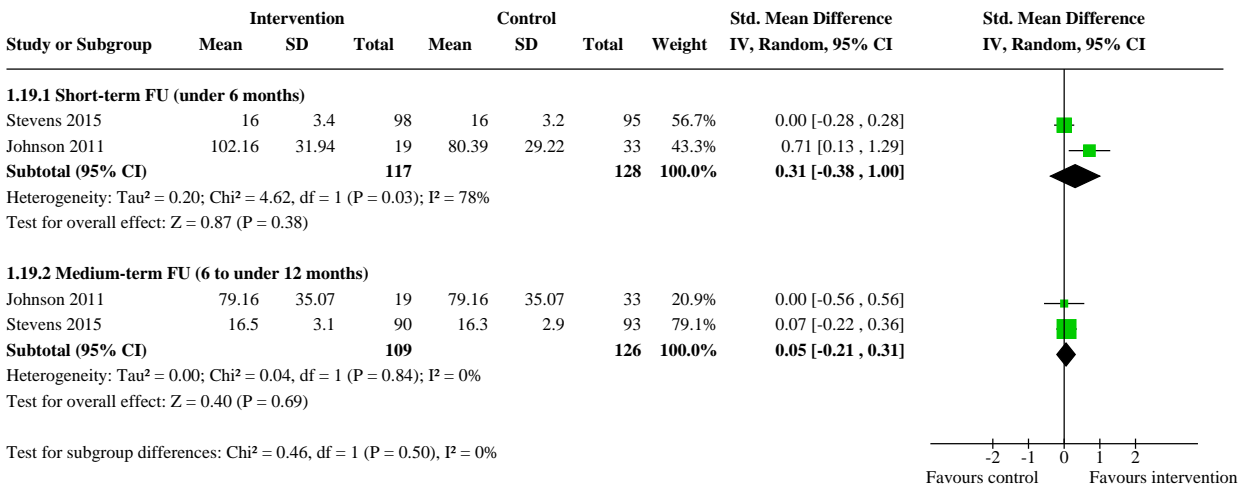 Intervention Control Std. Mean Difference Std. Mean Difference
Study or Subgroup Mean SD Total Mean SD Total Weight IV, Random, 95% CI IV, Random, 95% CI
1.19.1 Short-term FU (under 6 months)
Stevens 2015 16 3.4 98 16 3.2 95 56.7% 0.00 [-0.28 , 0.28]
Johnson 2011 102.16 31.94 19 80.39 29.22 33 43.3% 0.71 [0.13 , 1.29]
Subtotal (95% CI) 117 128 100.0% 0.31 [-0.38 , 1.00]
Heterogeneity: Tau² = 0.20; Chi² = 4.62, df = 1 (P = 0.03); I² = 78%
Test for overall effect: Z = 0.87 (P = 0.38)
1.19.2 Medium-term FU (6 to under 12 months)
Johnson 2011 79.16 35.07 19 79.16 35.07 33 20.9% 0.00 [-0.56 , 0.56]
Stevens 2015 16.5 3.1 90 16.3 2.9 93 79.1% 0.07 [-0.22 , 0.36]
Subtotal (95% CI) 109 126 100.0% 0.05 [-0.21 , 0.31]
Heterogeneity: Tau² = 0.00; Chi² = 0.04, df = 1 (P = 0.84); I² = 0%
Test for overall effect: Z = 0.40 (P = 0.69)
Test for subgroup differences: Chi² = 0.46, df = 1 (P = 0.50), I² = 0%
-2 -1 0 1 2
Favours control Favours intervention